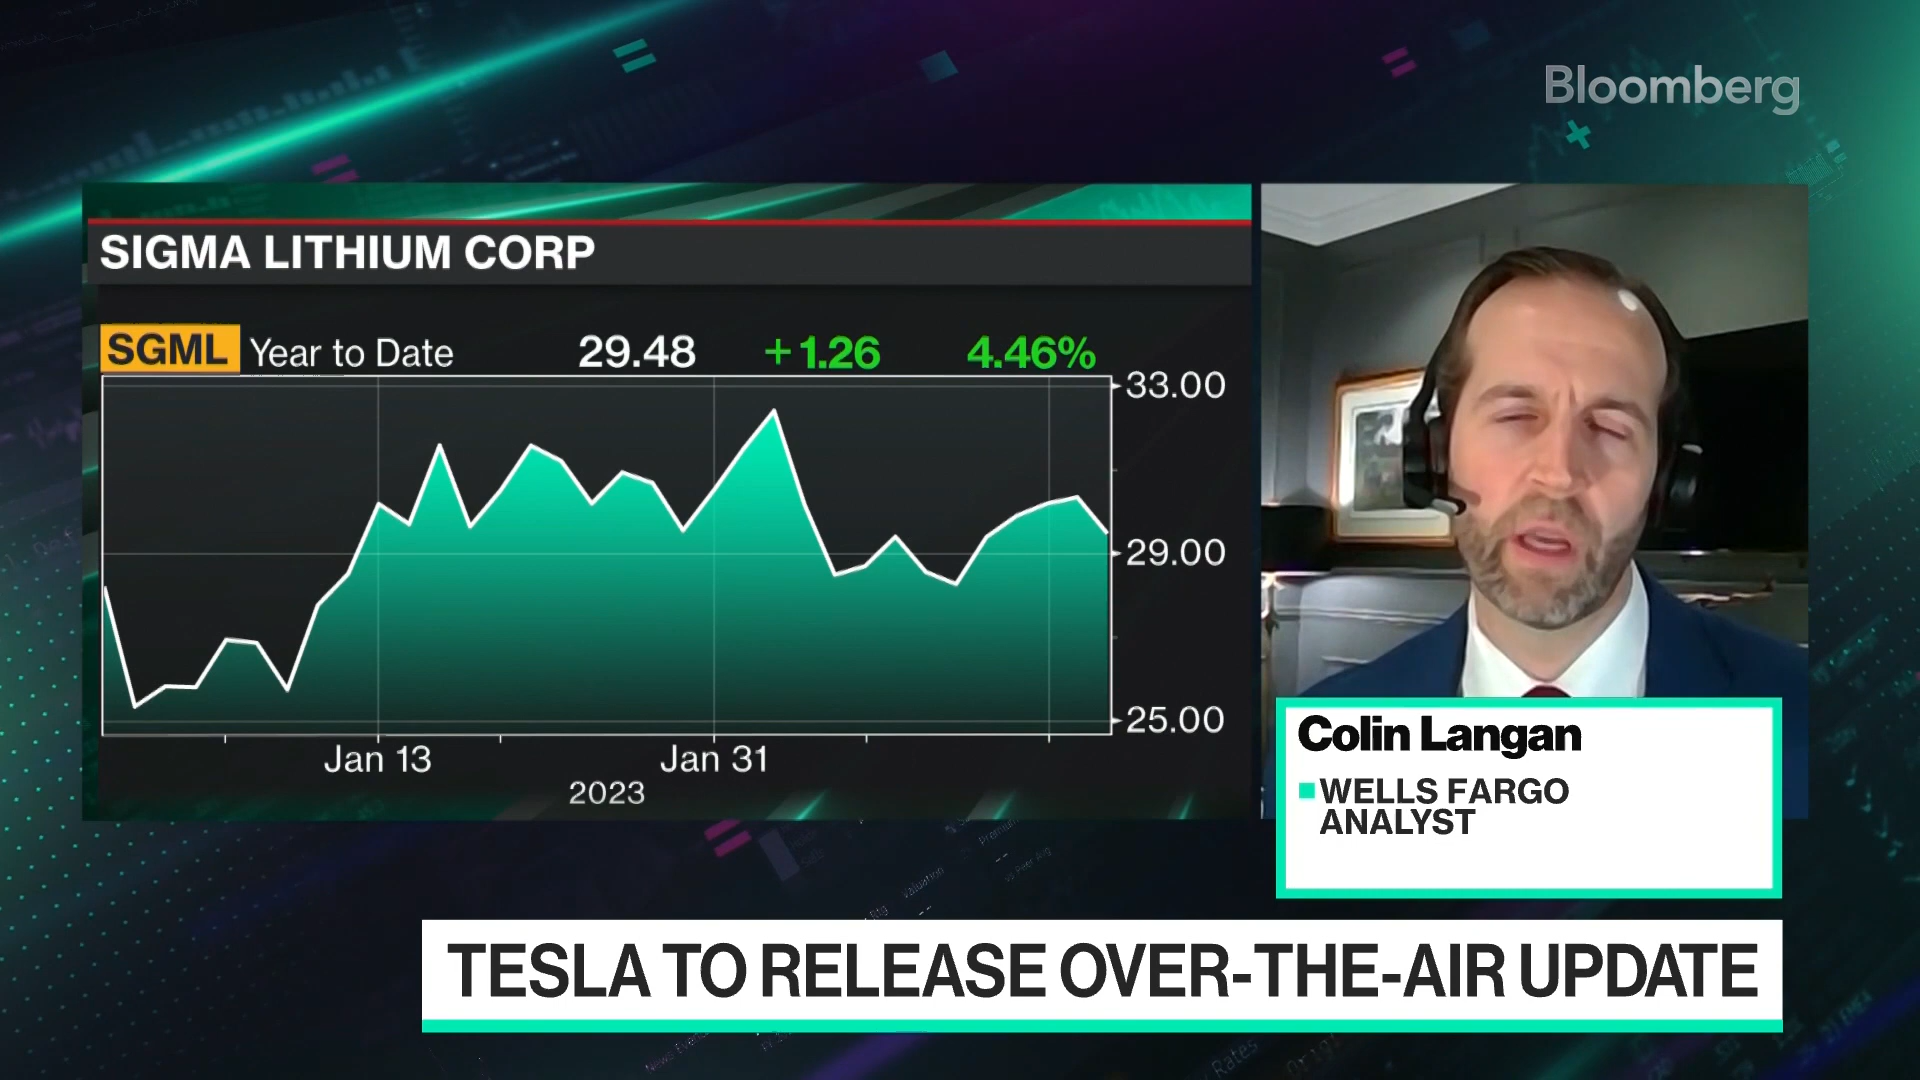 Bloomberg
SIGMA LITHIUM CORP
SGML Year to Date 29.48 +1.26 4.46%
33.00
29.00
25.00
Jan 13 Jan 31
2023
Colin Langan
WELLS FARGO
ANALYST
TESLA TO RELEASE OVER-THE-AIR UPDATE